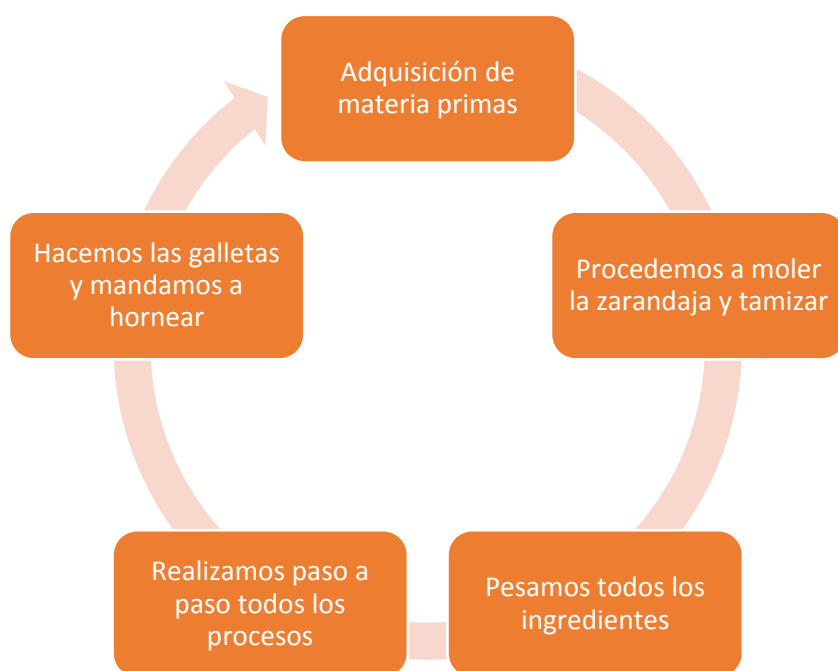 Adquisición de
materia primas
Procedemos a moler
la zarandaja y tamizar
Pesamos todos los
ingredientes
Realizamos paso a
paso todos los
procesos
Hacemos las galletas
y mandamos a
hornear